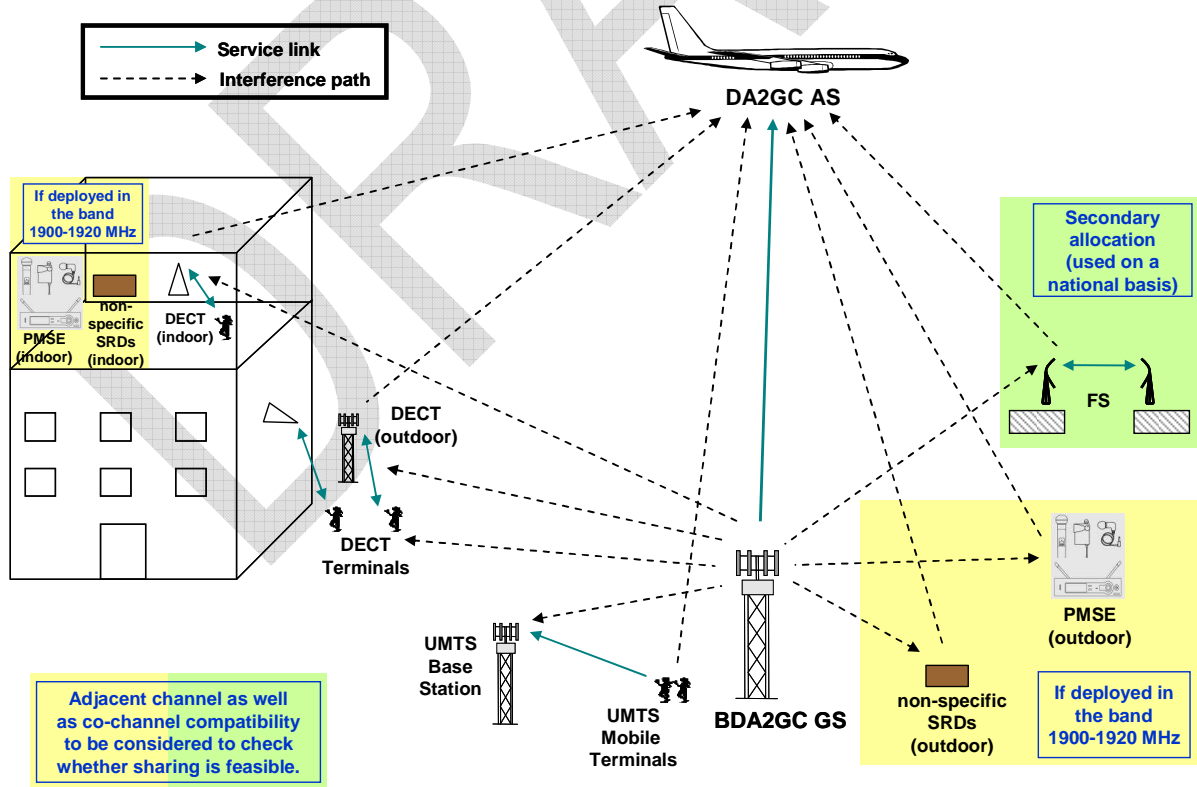 Service link
Interference path
DA2GC AS
If deployed in
the band
1900-1920 MHz
PMSE
(indoor)
non-
specific
SRDs
(indoor)
DECT
(indoor)
Secondary
allocation
(used on a
national basis)
FS
DECT
(outdoor)
DECT
Terminals
UMTS
Base
Station
UMTS
Mobile
Terminals
BDA2GC GS
PMSE
(outdoor)
non-specific
SRDs
(outdoor)
If deployed in
the band
1900-1920 MHz
Adjacent channel as well
as co-channel compatibility
to be considered to check
whether sharing is feasible.
DRA